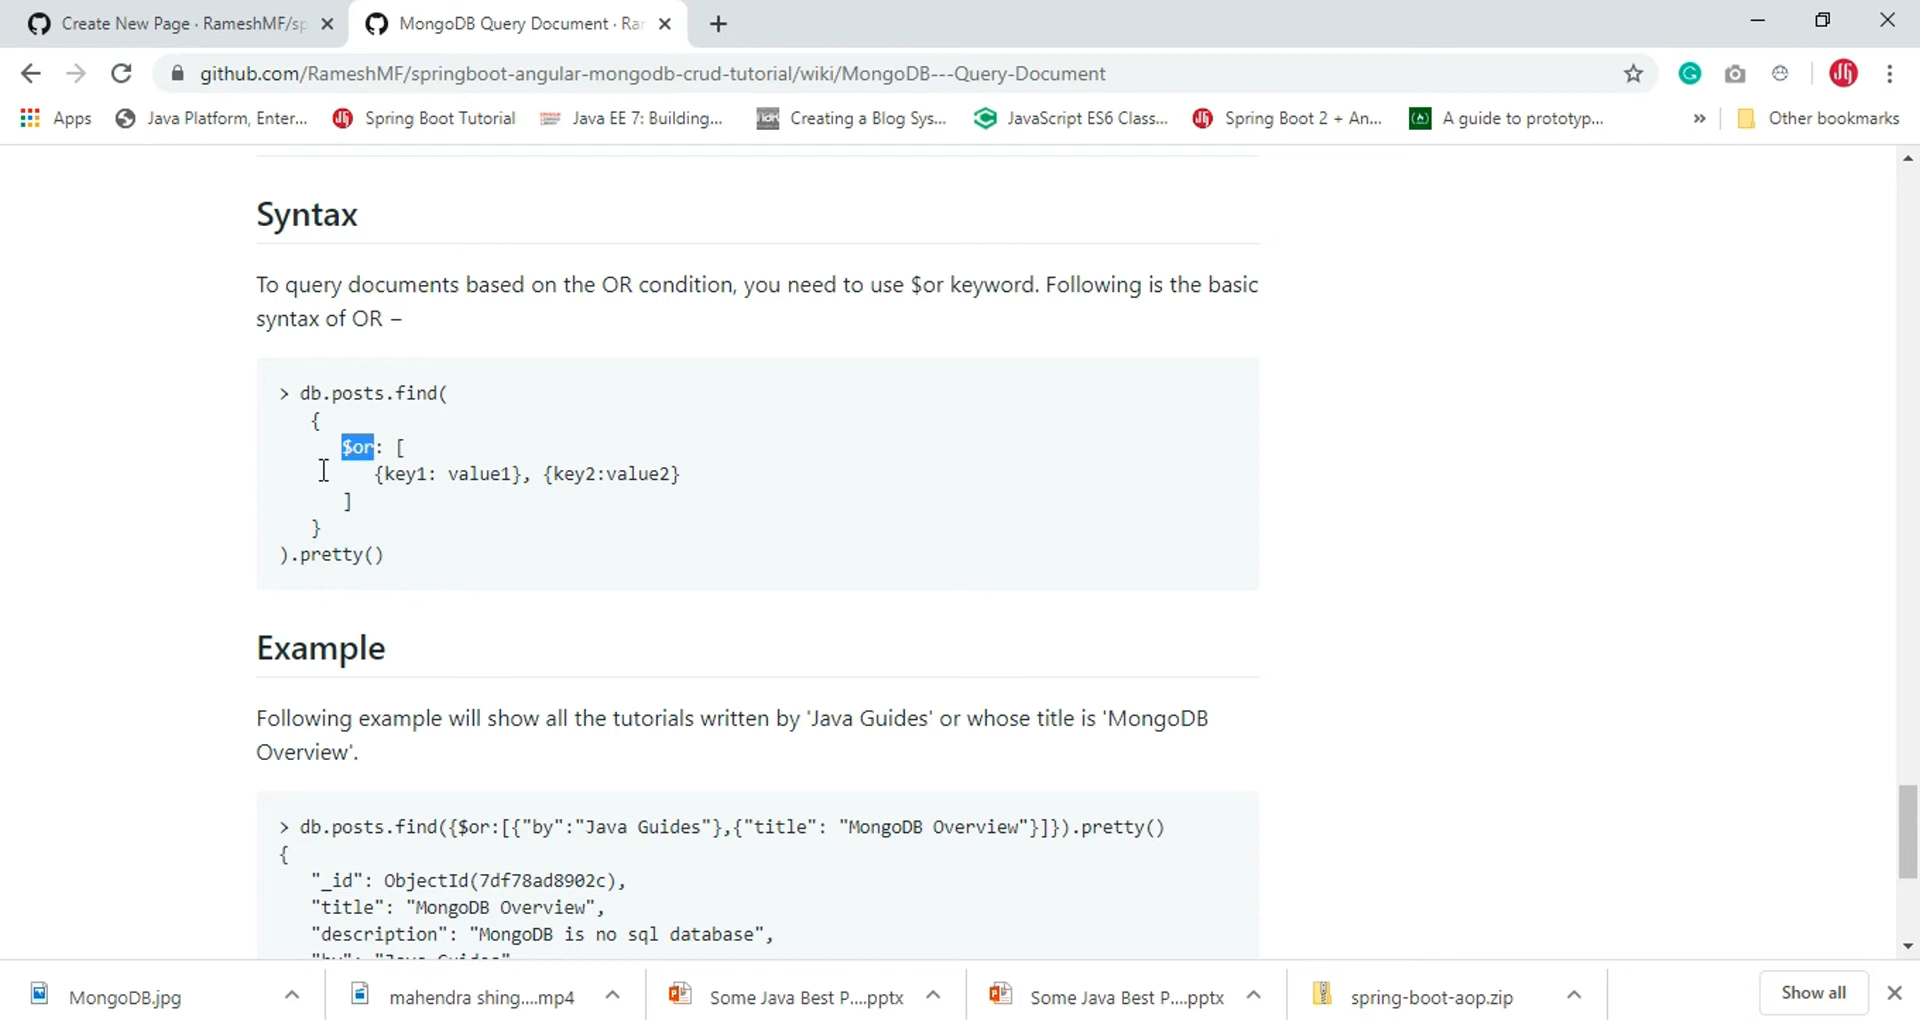 Create New Page · RameshMF/sp
MongoDB Query Document · Ra
github.com/RameshMF/springboot-angular-mongodb-crud-tutorial/wiki/MongoDB---Query-Document
Apps
Java Platform, Enter...
Spring Boot Tutorial
Java EE 7: Building...
Creating a Blog Sys...
JavaScript ES6 Class...
Spring Boot 2 + An...
A guide to prototyp...
»
Other bookmarks
Syntax
To query documents based on the OR condition, you need to use $or keyword. Following is the basic
syntax of OR –
> db.posts.find(
{
$or: [
{key1: value1}, {key2:value2}
]
}
).pretty()
Example
Following example will show all the tutorials written by 'Java Guides' or whose title is 'MongoDB
Overview'.
> db.posts.find({$or:[{"by":"Java Guides"},{"title": "MongoDB Overview"}]}).pretty()
{
"_id": ObjectId(7df78ad8902c),
"title": "MongoDB Overview",
"description": "MongoDB is no sql database",
"by": "Java Guides"
MongoDB.jpg
mahendra shing....mp4
Some Java Best P....pptx
Some Java Best P....pptx
spring-boot-aop.zip
Show all